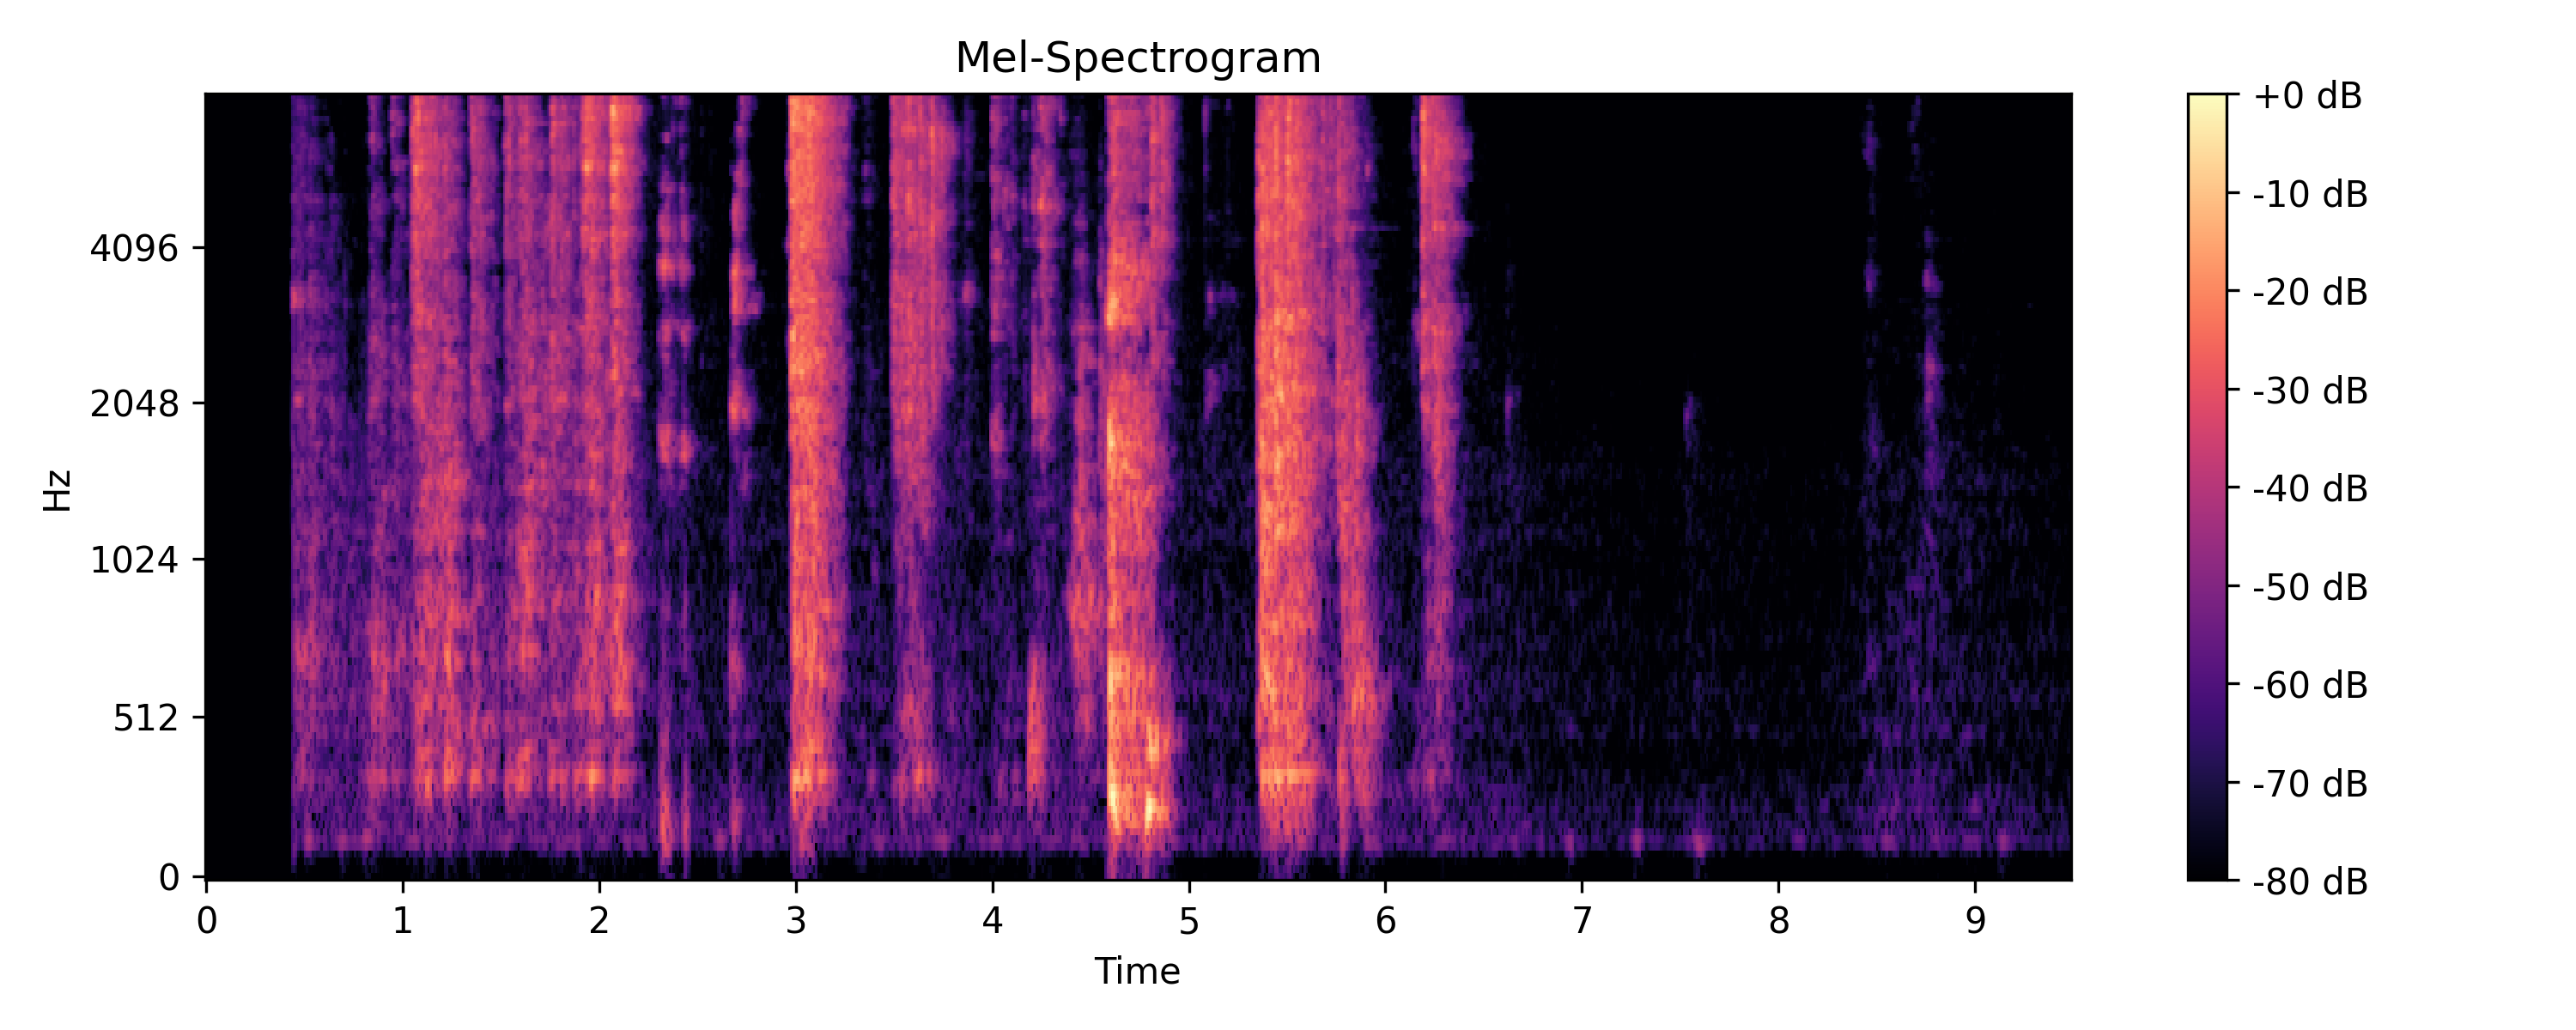 Mel-Spectrogram
+0 dB
-10 dB
-20 dB
-30 dB
-40 dB
-50 dB
-60 dB
-70 dB
-80 dB
Hz
4096
2048
1024
512
0
0 1 2 3 4 5 6 7 8 9
Time